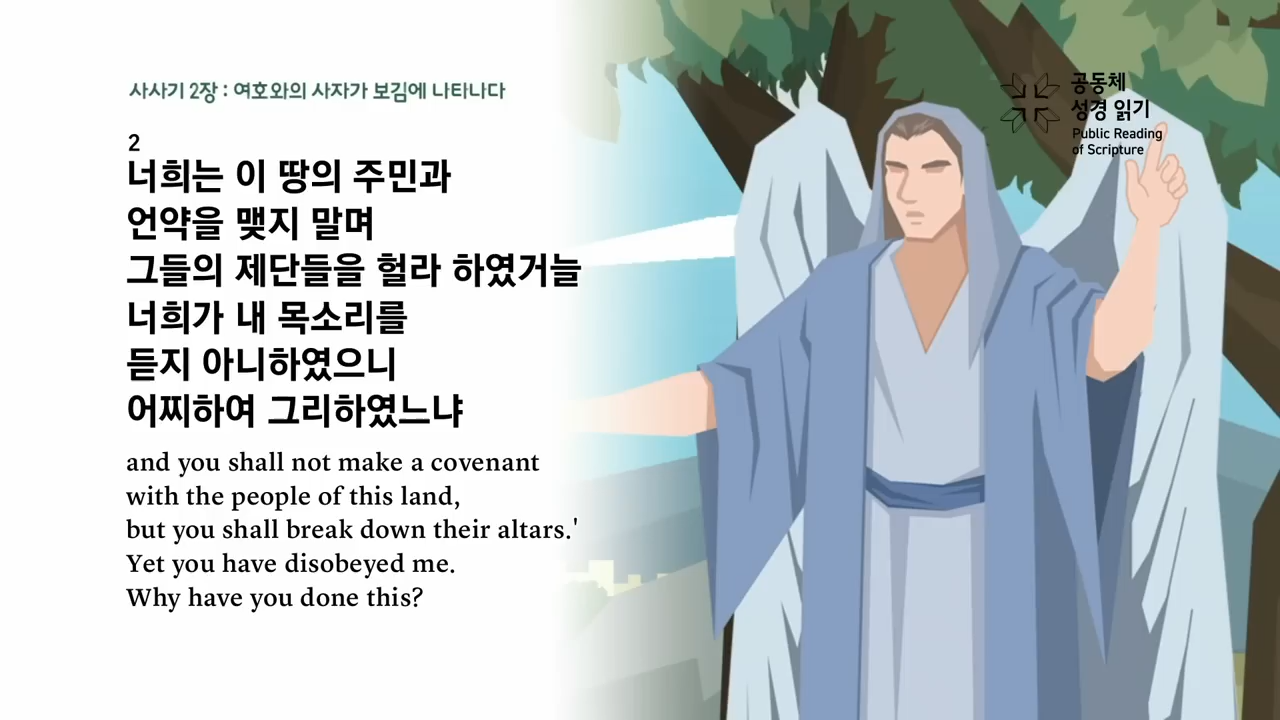 사사기 2장 : 여호와의 사자가 보김에 나타나다
공동체
성경 읽기
Public Reading
of Scripture
2
너희는 이 땅의 주민과
언약을 맺지 말며
그들의 제단들을 헐라 하였거늘
너희가 내 목소리를
듣지 아니하였으니
어찌하여 그리하였느냐
and you shall not make a covenant
with the people of this land,
but you shall break down their altars.'
Yet you have disobeyed me.
Why have you done this?